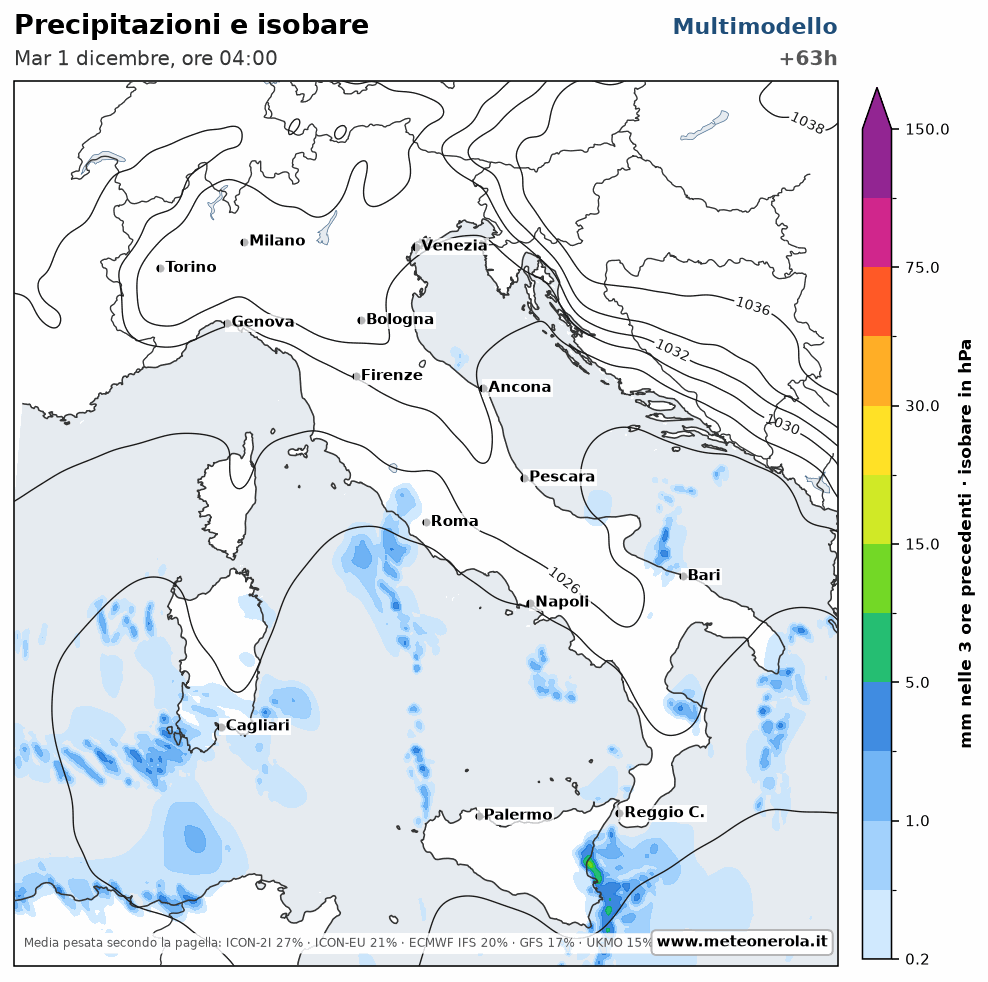 Precipitazioni e isobare
Multimodello
Mar 1 dicembre, ore 04:00
+63h
1038
150.0
Venezia
Milano
Torino
75.0
1036
Genova
Bologna
1032
Firenze
Ancona
30.0
1030
Pescara
Roma
15.0
1026
Bari
Napoli
5.0
Cagliari
Palermo
Reggio C.
1.0
mm nelle 3 ore precedenti · isobare in hPa
Media pesata secondo la pagella: ICON-2I 27% · ICON-EU 21% · ECMWF IFS 20% · GFS 17% · UKMO 15%
www.meteonerola.it
0.2